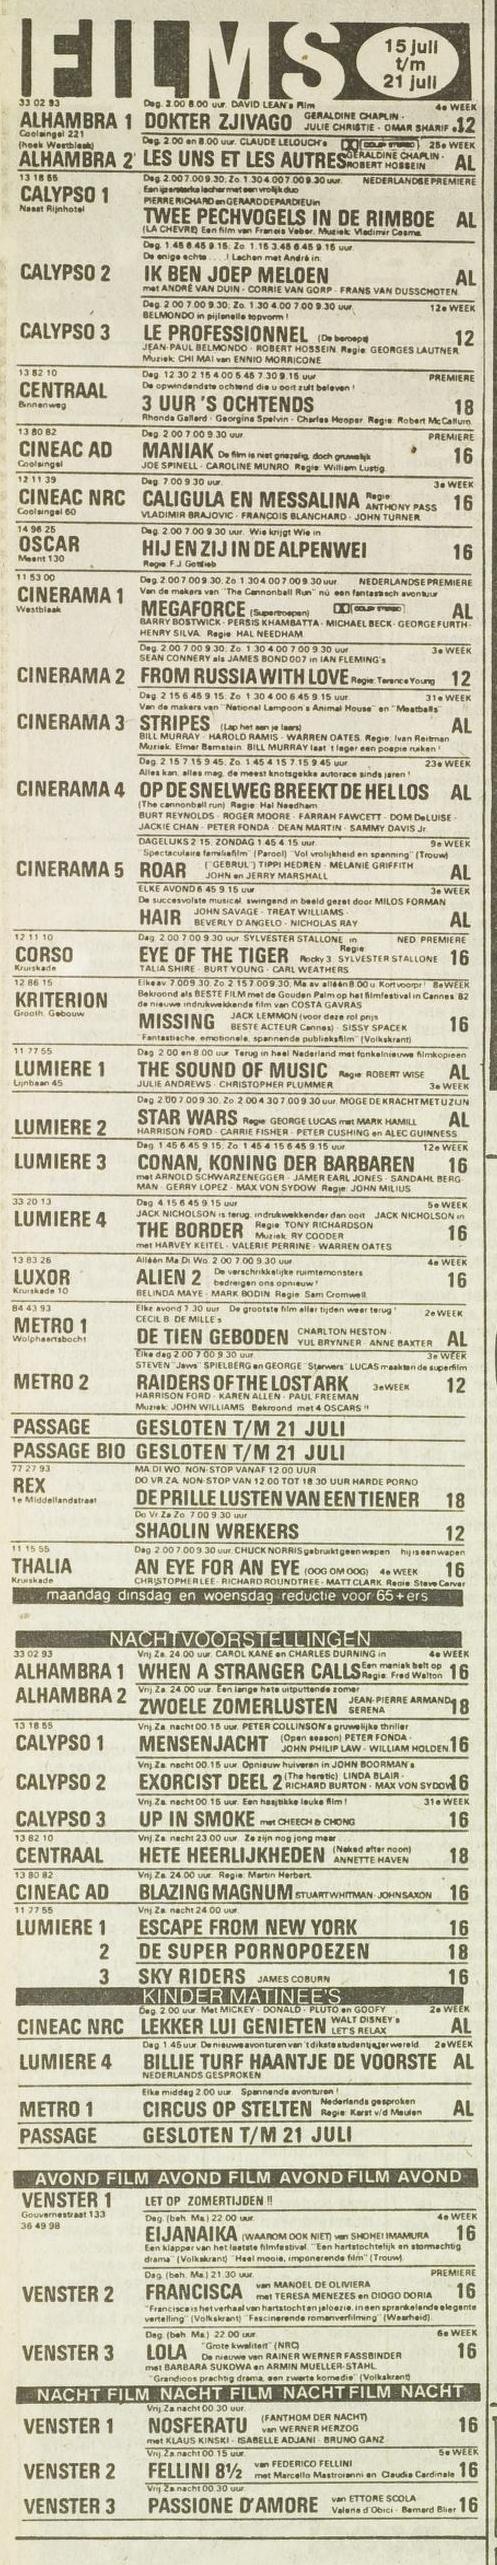 FILMS
15 juli
t/m
21 juli
33 02 93 Dag. 2.00 8.00 uur. DAVID LEAN's film 4e WEEK
ALHAMBRA 1 DOKTER ZJIVAGO GERALDINE CHAPLIN -
Coolsingel 221 JULIE CHRISTIE - OMAR SHARIF 12
(hoek Westblaak) Dag. 2.00 en 8.00 uur. CLAUDE LELOUCH's DOLBY STEREO 25e WEEK
ALHAMBRA 2 LES UNS ET LES AUTRES GERALDINE CHAPLIN - ROBERT HOSSEIN AL
13 18 55 Dag. 2.00 7.00 9.30 uur. Zo. 1.30 4.00 7.00 9.30 uur. NEDERLANDSE PREMIERE
CALYPSO 1 Een ijzersterke lacher met een vrolijk duo
Naast Rijnhotel PIERRE RICHARD en GERARD DEPARDIEU in
TWEE PECHVOGELS IN DE RIMBOE AL
(LA CHEVRE) Een film van Francis Veber. Muziek: Vladimir Cosma.
Dag. 1.45 6.45 9.15. Zo. 1.15 3.45 6.45 9.15 uur.
De enige echte . . . .! Lachen met André in:
CALYPSO 2 IK BEN JOEP MELOEN AL
met ANDRÉ VAN DUIN - CORRIE VAN GORP - FRANS VAN DUSSCHOTEN
Dag. 2.00 7.00 9.30. Zo. 1.30 4.00 7.00 9.30 uur. 12e WEEK
BELMONDO in pijlsnelle topvorm!
CALYPSO 3 LE PROFESSIONNEL (De beroeps) 12
JEAN-PAUL BELMONDO - ROBERT HOSSEIN Regie: GEORGES LAUTNER
Muziek: CHI MAI van ENNIO MORRICONE
13 82 10 Dag. 12.30 2.15 4.00 5.45 7.30 9.15 uur PREMIERE
CENTRAAL De opwindendste ochtend die u ooit zult beleven!
Binnenweg 3 UUR 'S OCHTENDS 18
Rhonda Gallard - Georgina Spelvin - Charles Hooper. Regie: Robert McCallum.
13 80 82 Dag. 2.00 7.00 9.30 uur PREMIERE
CINEAC AD MANIAK De film is niet griezelig, doch gruwelijk 16
Coolsingel JOE SPINELL - CAROLINE MUNRO Regie: William Lustig.
12 11 39 Dag. 7.00 9.30 uur. 3e WEEK
CINEAC NRC CALIGULA EN MESSALINA Regie: ANTHONY PASS 16
Coolsingel 60 VLADIMIR BRAJOVIC - FRANÇOIS BLANCHARD - JOHN TURNER
14 96 25 Dag. 2.00 7.00 9.30 uur. Wie krijgt Wie in
OSCAR HIJ EN ZIJ IN DE ALPENWEI 16
Meent 130 Regie F.J. Gottlieb
11 53 00 Dag. 2.00 7.00 9.30. Zo. 1.30 4.00 7.00 9.30 uur. NEDERLANDSE PREMIERE
CINERAMA 1 Van de makers van "The Cannonball Run" nú een fantastisch avontuur
Westblaak MEGAFORCE (Supertroepen) DOLBY STEREO AL
BARRY BOSTWICK - PERSIS KHAMBATTA - MICHAEL BECK - GEORGE FURTH -
HENRY SILVA. Regie: HAL NEEDHAM.
Dag. 2.00 7.00 9.30. Zo. 1.30 4.00 7.00 9.30 uur 3e WEEK
SEAN CONNERY als JAMES BOND 007 in IAN FLEMING's
CINERAMA 2 FROM RUSSIA WITH LOVE Regie: Terence Young 12
Dag. 2.15 6.45 9.15. Zo. 1.30 4.00 6.45 9.15 uur. 31e WEEK
Van de makers van "National Lampoon's Animal House" en "Meatballs"
CINERAMA 3 STRIPES (Lap het aan je laars) AL
BILL MURRAY - HAROLD RAMIS - WARREN OATES. Regie: Ivan Reitman
Muziek: Elmer Bernstein. BILL MURRAY laat 't leger een poepie ruiken!
Dag. 2.15 7.15 9.45. Zo. 1.45 4.15 7.15 9.45 uur 23e WEEK
Alles kan, alles mag, de meest knotsgekke autorace sinds jaren!
CINERAMA 4 OP DE SNELWEG BREEKT DE HEL LOS AL
(The cannonball run) Regie: Hal Needham
BURT REYNOLDS - ROGER MOORE - FARRAH FAWCETT - DOM DeLUISE -
JACKIE CHAN - PETER FONDA - DEAN MARTIN - SAMMY DAVIS Jr.
DAGELIJKS 2.15, ZONDAG 1.45 4.15 uur. 9e WEEK
"Spectaculaire familiefilm" (Parool) "Vol vrolijkheid en spanning" (Trouw)
CINERAMA 5 ROAR ('GEBRUL') TIPPI HEDREN - MELANIE GRIFFITH JOHN en JERRY MARSHALL AL
ELKE AVOND 6.45 9.15 uur. 3e WEEK
De succesvolste musical, swingend in beeld gezet door MILOS FORMAN
HAIR JOHN SAVAGE - TREAT WILLIAMS - BEVERLY D'ANGELO - NICHOLAS RAY AL
12 11 10 Dag. 2.00 7.00 9.30 uur SYLVESTER STALLONE in NED. PREMIERE
CORSO EYE OF THE TIGER Rocky 3 Regie: SYLVESTER STALLONE 16
Kruiskade TALIA SHIRE - BURT YOUNG - CARL WEATHERS
12 86 15 Elke av. 7.00 9.30. Zo. 2.15 7.00 9.30. Ma. av alléén 8.00 u. Kort voorpr! 8e WEEK
KRITERION Bekroond als BESTE FILM met de Gouden Palm op het filmfestival in Cannes '82
Grooth. Gebouw de nieuwe indrukwekkende film van COSTA GAVRAS
MISSING JACK LEMMON (voor deze rol prijs BESTE ACTEUR Cannes) - SISSY SPACEK 16
"Fantastische, emotionele, spannende publieksfilm" (Volkskrant)
11 77 55 Dag. 2.00 en 8.00 uur. Terug in heel Nederland met fonkelnieuwe filmkopieen
LUMIERE 1 THE SOUND OF MUSIC Regie: ROBERT WISE AL
Lijnbaan 45 JULIE ANDREWS - CHRISTOPHER PLUMMER 3e WEEK
Dag. 2.00 7.00 9.30. Zo. 2.00 4.30 7.00 9.30 uur. MOGE DE KRACHT MET U ZIJN
STAR WARS Regie: GEORGE LUCAS met MARK HAMILL AL
LUMIERE 2 HARRISON FORD - CARRIE FISHER - PETER CUSHING en ALEC GUINNESS
Dag. 1.45 6.45 9.15. Zo. 1.45 4.15 6.45 9.15 uur 12e WEEK
LUMIERE 3 CONAN, KONING DER BARBAREN 16
met ARNOLD SCHWARZENEGGER - JAMER EARL JONES - SANDAHL BERG-
MAN - GERRY LOPEZ - MAX VON SYDOW Regie: JOHN MILIUS
33 20 13 Dag. 4.15 6.45 9.15 uur 5e WEEK
LUMIERE 4 JACK NICHOLSON is terug, indrukwekkender dan ooit JACK NICHOLSON in
THE BORDER Regie: TONY RICHARDSON Muziek: RY COODER 16
met HARVEY KEITEL - VALERIE PERRINE - WARREN OATES
13 83 26 Alléén Ma Di Wo. 2.00 7.00 9.30 uur. 4e WEEK
LUXOR ALIEN 2 De verschrikkelijke ruimtemonsters bedreigen ons opnieuw! 16
Kruiskade 10 BELINDA MAYE - MARK BODIN Regie: Sam Cromwell
84 43 93 Elke avond 7.30 uur. De grootste film aller tijden weer terug! 2e WEEK
METRO 1 CECIL B. DE MILLE's
Wolphaertsbocht DE TIEN GEBODEN CHARLTON HESTON - YUL BRYNNER - ANNE BAXTER AL
Elke dag 2.00 7.00 9.30 uur. 3e WEEK
STEVEN "Jaws" SPIELBERG en GEORGE "Starwars" LUCAS maakten de superfilm
METRO 2 RAIDERS OF THE LOST ARK 3e WEEK 12
HARRISON FORD - KAREN ALLEN - PAUL FREEMAN
Muziek: JOHN WILLIAMS Bekroond met 4 OSCARS!!
PASSAGE GESLOTEN T/M 21 JULI
PASSAGE BIO GESLOTEN T/M 21 JULI
77 27 93 MA DI WO. NON-STOP VANAF 12.00 UUR
REX DO VR ZA. NON-STOP VAN 12.00 TOT 18.30 UUR HARDE PORNO
1e Middellandstraat DE PRILLE LUSTEN VAN EEN TIENER 18
Do Vr Za Zo 7.00 9.30 uur
SHAOLIN WREKERS 12
11 15 55 Dag. 2.00 7.00 9.30 uur. CHUCK NORRIS gebruikt geen wapen hij is een wapen
THALIA AN EYE FOR AN EYE (OOG OM OOG) 4e WEEK 16
Kruiskade CHRISTOPHER LEE - RICHARD ROUNDTREE - MATT CLARK Regie: Steve Carver
maandag dinsdag en woensdag reductie voor 65+ers
NACHTVOORSTELLINGEN
33 02 93 Vrij. Za. 24.00 uur. CAROL KANE en CHARLES DURNING in 4e WEEK
ALHAMBRA 1 WHEN A STRANGER CALLS Een maniak belt op Regie: Fred Walton 16
Vrij. Za. 24.00 uur. Een lange hete uitputtende zomer
ALHAMBRA 2 ZWOELE ZOMERLUSTEN JEAN-PIERRE ARMAND SERENA 18
13 18 55 Vrij. Za. nacht 00.15 uur. PETER COLLINSON's gruwelijke thriller
CALYPSO 1 MENSENJACHT (Open season) PETER FONDA - JOHN PHILIP LAW - WILLIAM HOLDEN 16
Vrij. Za. nacht 00.15 uur. Opnieuw huiveren in JOHN BOORMAN's
CALYPSO 2 EXORCIST DEEL 2 (The heretic) LINDA BLAIR - RICHARD BURTON - MAX VON SYDOW 16
Vrij. Za. nacht 00.15 uur. Een hasjtikke leuke film! 31e WEEK
CALYPSO 3 UP IN SMOKE met CHEECH & CHONG 16
13 82 10 Vrij. Za. nacht 23.00 uur. Ze zijn nog jong maar
CENTRAAL HETE HEERLIJKHEDEN (Naked after noon) ANNETTE HAVEN 18
13 80 82 Vrij. Za. 24.00 uur. Regie: Martin Herbert.
CINEAC AD BLAZING MAGNUM STUART WHITMAN - JOHN SAXON 16
11 77 55 Vrij. Za. nacht 24.00 uur.
LUMIERE 1 ESCAPE FROM NEW YORK 16
2 DE SUPER PORNOPOEZEN 18
3 SKY RIDERS JAMES COBURN 16
KINDER MATINEE'S
Dag. 2.00 uur. Met MICKEY - DONALD - PLUTO en GOOFY 2e WEEK
CINEAC NRC LEKKER LUI GENIETEN WALT DISNEY's LET'S RELAX AL
Dag. 1.45 uur. De nieuwe avonturen van 't dikste studentje ter wereld. 2e WEEK
LUMIERE 4 BILLIE TURF HAANTJE DE VOORSTE AL
NEDERLANDS GESPROKEN
Elke middag 2.00 uur. Spannende avonturen!
METRO 1 CIRCUS OP STELTEN Nederlands gesproken Regie: Karst v/d Meulen AL
PASSAGE GESLOTEN T/M 21 JULI
AVOND FILM AVOND FILM AVOND FILM AVOND
VENSTER 1 LET OP ZOMERTIJDEN !!
Gouvernestraat 133 Dag. (beh. Ma.) 22.00 uur. 4e WEEK
36 49 98 EIJANAIKA (WAAROM OOK NIET) van SHOHEI IMAMURA 16
Een klapper van het laatste filmfestival. "Een hartstochtelijk en stormachtig
drama" (Volkskrant) "Heel mooie, imponerende film" (Trouw).
Dag. (beh. Ma.) 21.30 uur. PREMIERE
VENSTER 2 FRANCISCA van MANOEL DE OLIVIERA met TERESA MENEZES en DIOGO DORIA 16
"Francisca is het verhaal van hartstocht en jaloezie, in een sprankelende elegante
vertelling" (Volkskrant) "Fascinerende romanverfilming" (Waarheid).
Dag. (beh. Ma.) 22.00 uur. 6e WEEK
VENSTER 3 LOLA "Grote kwaliteit" (NRC) De nieuwe van RAINER WERNER FASSBINDER 16
met BARBARA SUKOWA en ARMIN MUELLER-STAHL
"Grandioos prachtig drama, een zwarte komedie" (Volkskrant)
NACHT FILM NACHT FILM NACHT FILM NACHT
Vrij. Za. nacht 00.30 uur.
VENSTER 1 NOSFERATU (FANTHOM DER NACHT) van WERNER HERZOG 16
met KLAUS KINSKI - ISABELLE ADJANI - BRUNO GANZ
Vrij. Za. nacht 00.15 uur. 5e WEEK
VENSTER 2 FELLINI 8½ van FEDERICO FELLINI met Marcello Mastroianni en Claudia Cardinale 16
Vrij. Za. nacht 00.30 uur.
VENSTER 3 PASSIONE D'AMORE van ETTORE SCOLA Valeria d'Obici - Bernard Blier 16